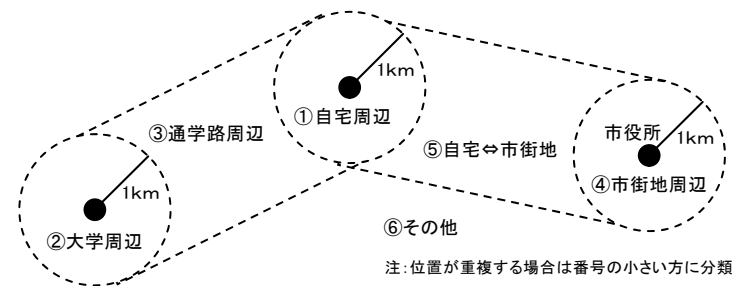 1km
①自宅周辺
③通学路周辺
市役所
1km
⑤自宅⇔市街地
④市街地周辺
1km
②大学周辺
⑥その他
注:位置が重複する場合は番号の小さい方に分類